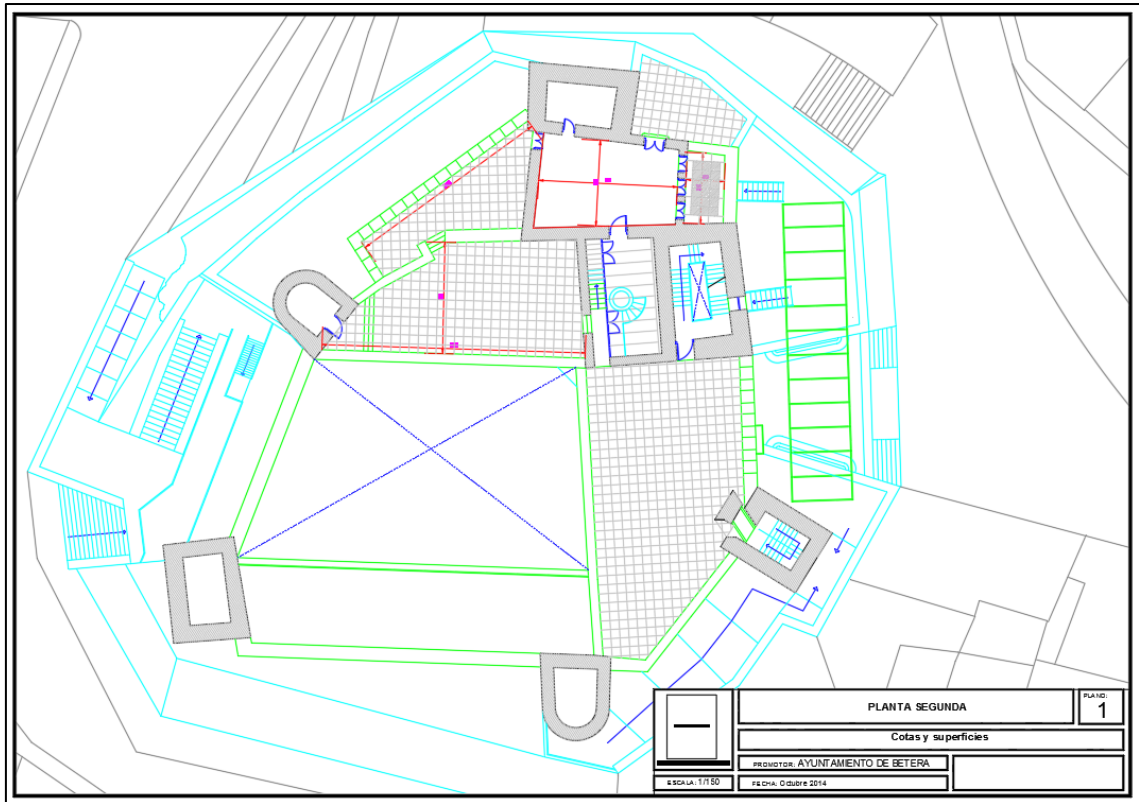 PLANTA SEGUNDA
PLANO:
1
Cotas y superficies
PROMOTOR: AYUNTAMIENTO DE BETERA
ESCALA: 1/150
FECHA: Octubre 2014